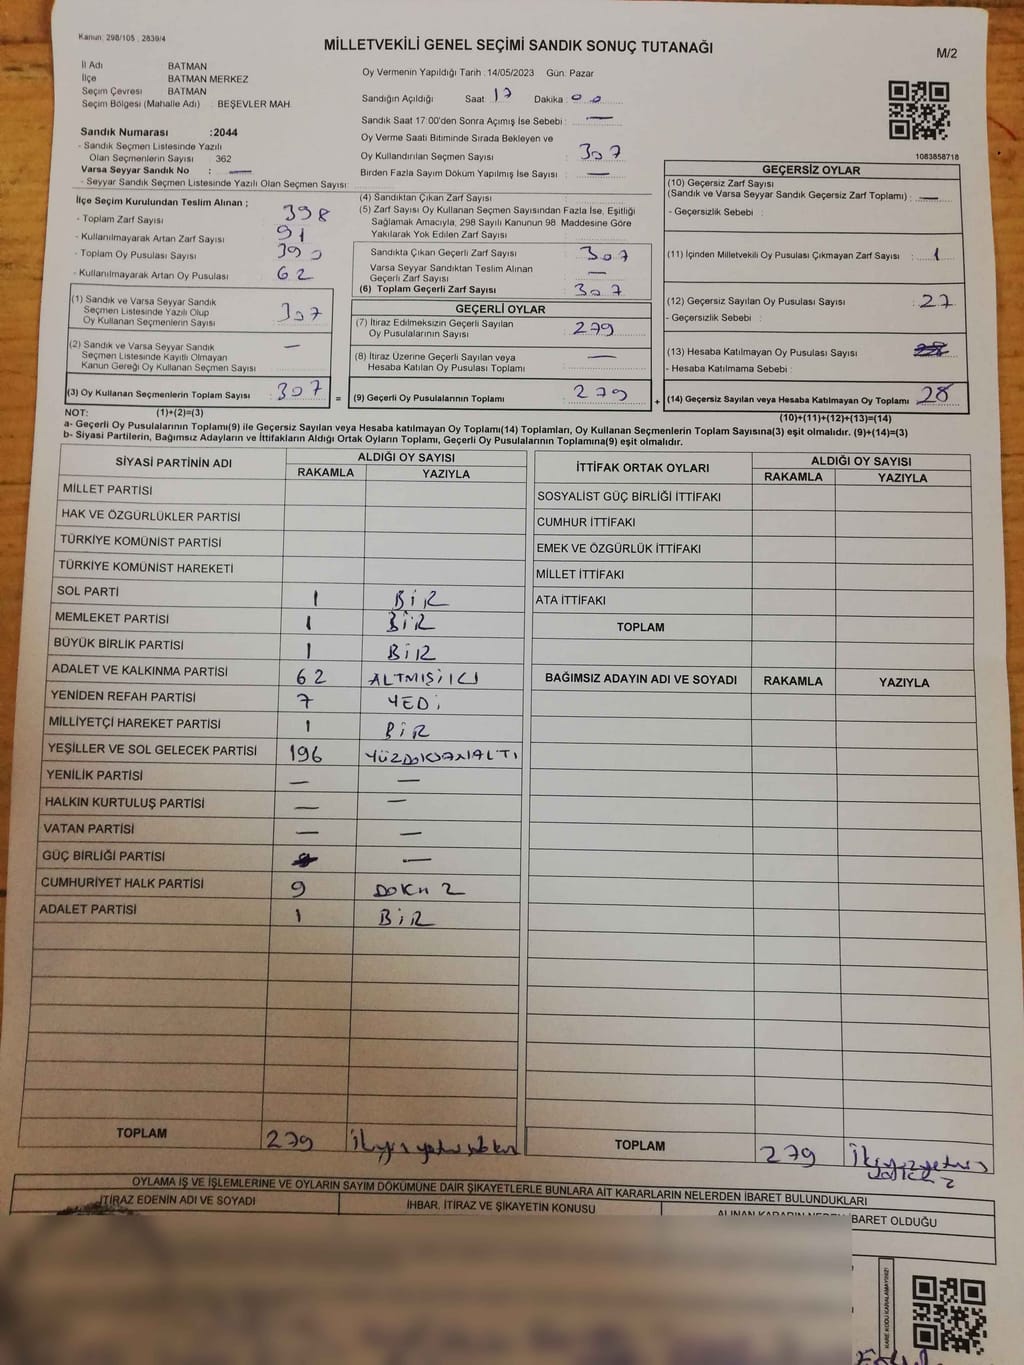 Kanun: 298/105 ; 2839/4
MİLLETVEKİLİ GENEL SEÇİMİ SANDIK SONUÇ TUTANAĞI
M/2
İl Adı BATMAN
İlçe BATMAN MERKEZ
Seçim Çevresi BATMAN
Seçim Bölgesi (Mahalle Adı) : BEŞEVLER MAH.
Sandık Numarası :2044
- Sandık Seçmen Listesinde Yazılı
Olan Seçmenlerin Sayısı : 362
Varsa Seyyar Sandık No : —
- Seyyar Sandık Seçmen Listesinde Yazılı Olan Seçmen Sayısı:
Oy Vermenin Yapıldığı Tarih :14/05/2023 Gün: Pazar
Sandığın Açıldığı Saat 17 Dakika 00
Sandık Saat 17:00'den Sonra Açımış İse Sebebi : —
Oy Verme Saati Bitiminde Sırada Bekleyen ve
Oy Kullandırılan Seçmen Sayısı : 307
Birden Fazla Sayım Döküm Yapılmış İse Sayısı : —
1083858718
İlçe Seçim Kurulundan Teslim Alınan ;
- Toplam Zarf Sayısı : 398
- Kullanılmayarak Artan Zarf Sayısı : 91
- Toplam Oy Pusulası Sayısı :
- Kullanılmayarak Artan Oy Pusulası : 62
(1) Sandık ve Varsa Seyyar Sandık
Seçmen Listesinde Yazılı Olup
Oy Kullanan Seçmenlerin Sayısı : 307
(2) Sandık ve Varsa Seyyar Sandık
Seçmen Listesinde Kayıtlı Olmayan
Kanun Gereği Oy Kullanan Seçmen Sayısı : —
(3) Oy Kullanan Seçmenlerin Toplam Sayısı : 307 =
(4) Sandıktan Çıkan Zarf Sayısı :
(5) Zarf Sayısı Oy Kullanan Seçmen Sayısından Fazla İse, Eşitliği
Sağlamak Amacıyla, 298 Sayılı Kanunun 98. Maddesine Göre
Yakılarak Yok Edilen Zarf Sayısı :
Sandıkta Çıkan Geçerli Zarf Sayısı : 307
Varsa Seyyar Sandıktan Teslim Alınan
Geçerli Zarf Sayısı : —
(6) Toplam Geçerli Zarf Sayısı : 307
GEÇERLİ OYLAR
(7) İtiraz Edilmeksizin Geçerli Sayılan
Oy Pusulalarının Sayısı : 279
(8) İtiraz Üzerine Geçerli Sayılan veya
Hesaba Katılan Oy Pusulası Toplamı : —
(9) Geçerli Oy Pusulalarının Toplamı : 279 +
GEÇERSİZ OYLAR
(10) Geçersiz Zarf Sayısı
(Sandık ve Varsa Seyyar Sandık Geçersiz Zarf Toplamı) : —
- Geçersizlik Sebebi :
(11) İçinden Milletvekili Oy Pusulası Çıkmayan Zarf Sayısı : 1
(12) Geçersiz Sayılan Oy Pusulası Sayısı : 27
- Geçersizlik Sebebi :
(13) Hesaba Katılmayan Oy Pusulası Sayısı :
- Hesaba Katılmama Sebebi :
(14) Geçersiz Sayılan veya Hesaba Katılmayan Oy Toplamı : 28
NOT: (1)+(2)=(3) (10)+(11)+(12)+(13)=(14)
a- Geçerli Oy Pusulalarının Toplamı(9) ile Geçersiz Sayılan veya Hesaba katılmayan Oy Toplamı(14) Toplamları, Oy Kullanan Seçmenlerin Toplam Sayısına(3) eşit olmalıdır. (9)+(14)=(3)
b- Siyasi Partilerin, Bağımsız Adayların ve İttifakların Aldığı Ortak Oyların Toplamı, Geçerli Oy Pusulalarının Toplamına(9) eşit olmalıdır.
SİYASİ PARTİNİN ADI ALDIĞI OY SAYISI
RAKAMLA YAZIYLA
MİLLET PARTİSİ
HAK VE ÖZGÜRLÜKLER PARTİSİ
TÜRKİYE KOMÜNİST PARTİSİ
TÜRKİYE KOMÜNİST HAREKETİ
SOL PARTİ 1 BİR
MEMLEKET PARTİSİ 1 BİR
BÜYÜK BİRLİK PARTİSİ 1 BİR
ADALET VE KALKINMA PARTİSİ 62 ALTMIŞİKİ
YENİDEN REFAH PARTİSİ 7 YEDİ
MİLLİYETÇİ HAREKET PARTİSİ 1 BİR
YEŞİLLER VE SOL GELECEK PARTİSİ 196 YÜZDOKSANALTI
YENİLİK PARTİSİ — —
HALKIN KURTULUŞ PARTİSİ — —
VATAN PARTİSİ — —
GÜÇ BİRLİĞİ PARTİSİ —
CUMHURİYET HALK PARTİSİ 9 DOKUZ
ADALET PARTİSİ 1 BİR
TOPLAM 279
İTTİFAK ORTAK OYLARI ALDIĞI OY SAYISI
RAKAMLA YAZIYLA
SOSYALİST GÜÇ BİRLİĞİ İTTİFAKI
CUMHUR İTTİFAKI
EMEK VE ÖZGÜRLÜK İTTİFAKI
MİLLET İTTİFAKI
ATA İTTİFAKI
TOPLAM
BAĞIMSIZ ADAYIN ADI VE SOYADI RAKAMLA YAZIYLA
TOPLAM 279
OYLAMA İŞ VE İŞLEMLERİNE VE OYLARIN SAYIM DÖKÜMÜNE DAİR ŞİKAYETLERLE BUNLARA AİT KARARLARIN NELERDEN İBARET BULUNDUKLARI
İTİRAZ EDENİN ADI VE SOYADI İHBAR, İTİRAZ VE ŞİKAYETİN KONUSU ALINAN KARARIN NEDEN İBARET OLDUĞU
KARE KODU KARALAMAYINIZ!